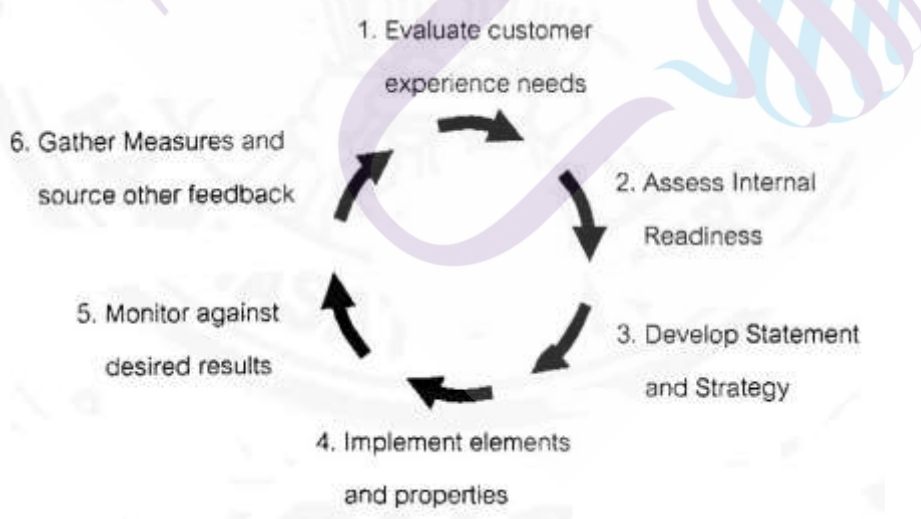 1. Evaluate customer
experience needs
2. Assess Internal
Readiness
3. Develop Statement
and Strategy
4. Implement elements
and properties
5. Monitor against
desired results
6. Gather Measures and
source other feedback